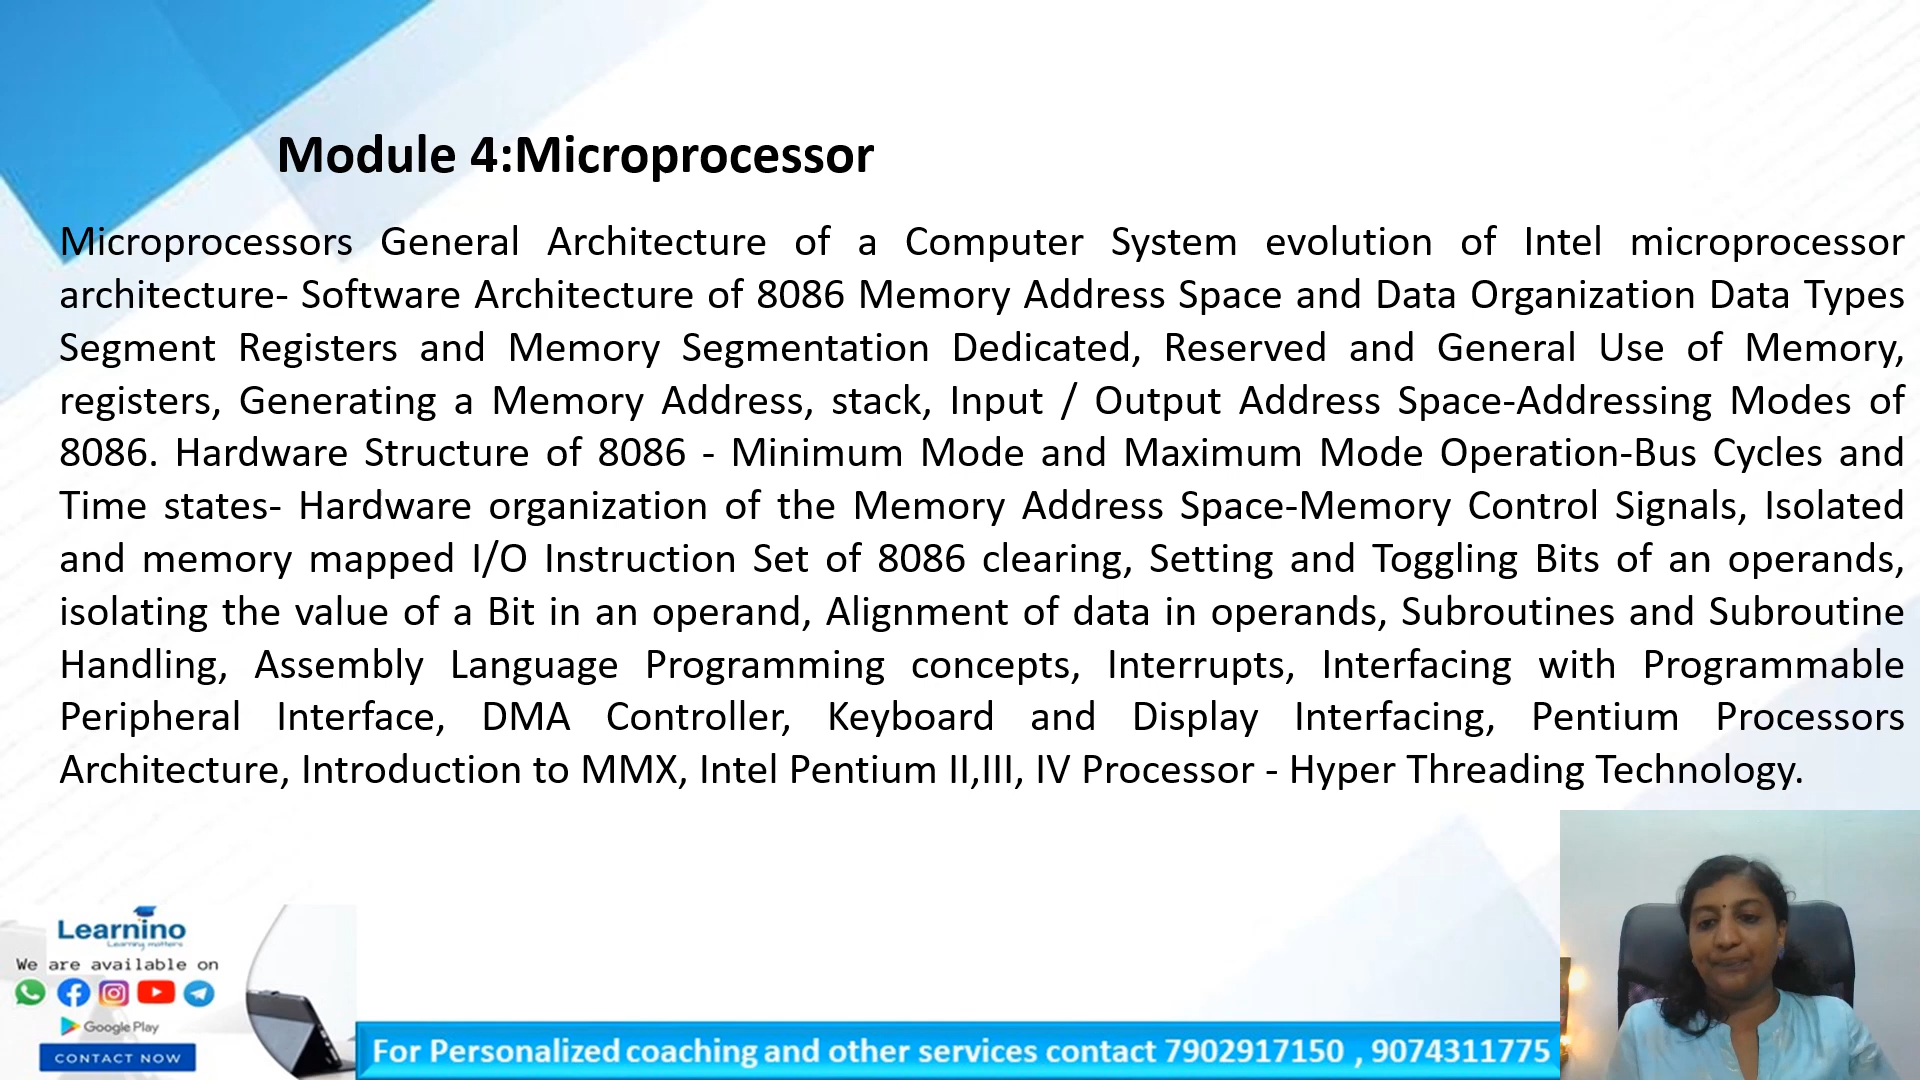 Module 4:Microprocessor
Microprocessors General Architecture of a Computer System evolution of Intel microprocessor
architecture- Software Architecture of 8086 Memory Address Space and Data Organization Data Types
Segment Registers and Memory Segmentation Dedicated, Reserved and General Use of Memory,
registers, Generating a Memory Address, stack, Input / Output Address Space-Addressing Modes of
8086. Hardware Structure of 8086 - Minimum Mode and Maximum Mode Operation-Bus Cycles and
Time states- Hardware organization of the Memory Address Space-Memory Control Signals, Isolated
and memory mapped I/O Instruction Set of 8086 clearing, Setting and Toggling Bits of an operands,
isolating the value of a Bit in an operand, Alignment of data in operands, Subroutines and Subroutine
Handling, Assembly Language Programming concepts, Interrupts, Interfacing with Programmable
Peripheral Interface, DMA Controller, Keyboard and Display Interfacing, Pentium Processors
Architecture, Introduction to MMX, Intel Pentium II,III, IV Processor - Hyper Threading Technology.
Learnino
Learning matters
We are available on
Google Play
CONTACT NOW
For Personalized coaching and other services contact 7902917150 , 9074311775